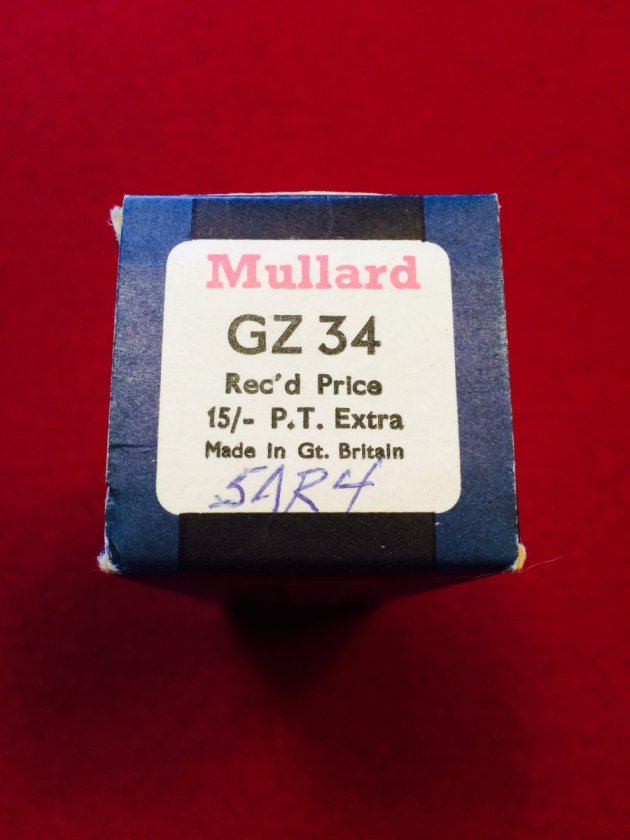 Mullard
GZ 34
Rec'd Price
15/- P.T. Extra
Made in Gt. Britain
5AR4